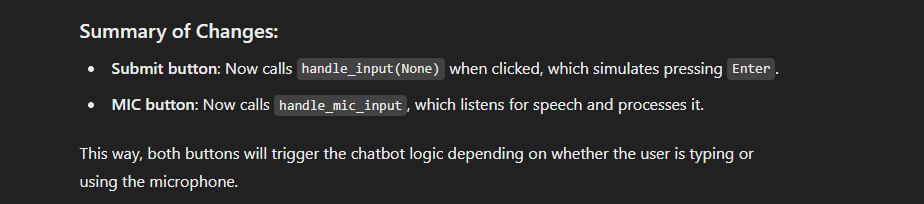 Summary of Changes:
• Submit button: Now calls handle_input(None) when clicked, which simulates pressing Enter.
• MIC button: Now calls handle_mic_input, which listens for speech and processes it.
This way, both buttons will trigger the chatbot logic depending on whether the user is typing or
using the microphone.